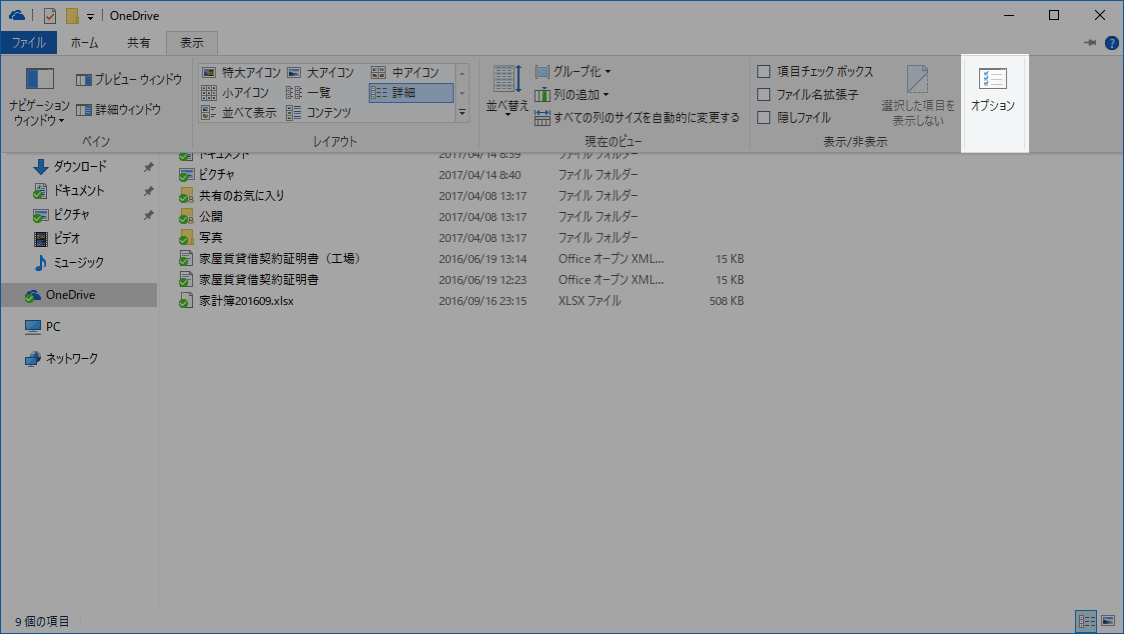 OneDrive
ファイル ホーム 共有 表示
ナビゲーション ウィンドウ
プレビュー ウィンドウ
詳細ウィンドウ
ペイン
特大アイコン 大アイコン 中アイコン
小アイコン 一覧 詳細
並べて表示 コンテンツ
レイアウト
並べ替え
グループ化
列の追加
すべての列のサイズを自動的に変更する
現在のビュー
項目チェック ボックス
ファイル名拡張子
隠しファイル
選択した項目を
表示しない
表示/非表示
オプション
ダウンロード
ドキュメント
ピクチャ
ビデオ
ミュージック
OneDrive
PC
ネットワーク
ドキュメント 2017/04/14 8:39 ファイル フォルダー
ピクチャ 2017/04/14 8:40 ファイル フォルダー
共有のお気に入り 2017/04/08 13:17 ファイル フォルダー
公開 2017/04/08 13:17 ファイル フォルダー
写真 2017/04/08 13:17 ファイル フォルダー
家屋賃貸借契約証明書（工場） 2016/06/19 13:14 Office オープン XML... 15 KB
家屋賃貸借契約証明書 2016/06/19 12:23 Office オープン XML... 15 KB
家計簿201609.xlsx 2016/09/16 23:15 XLSX ファイル 508 KB
9 個の項目